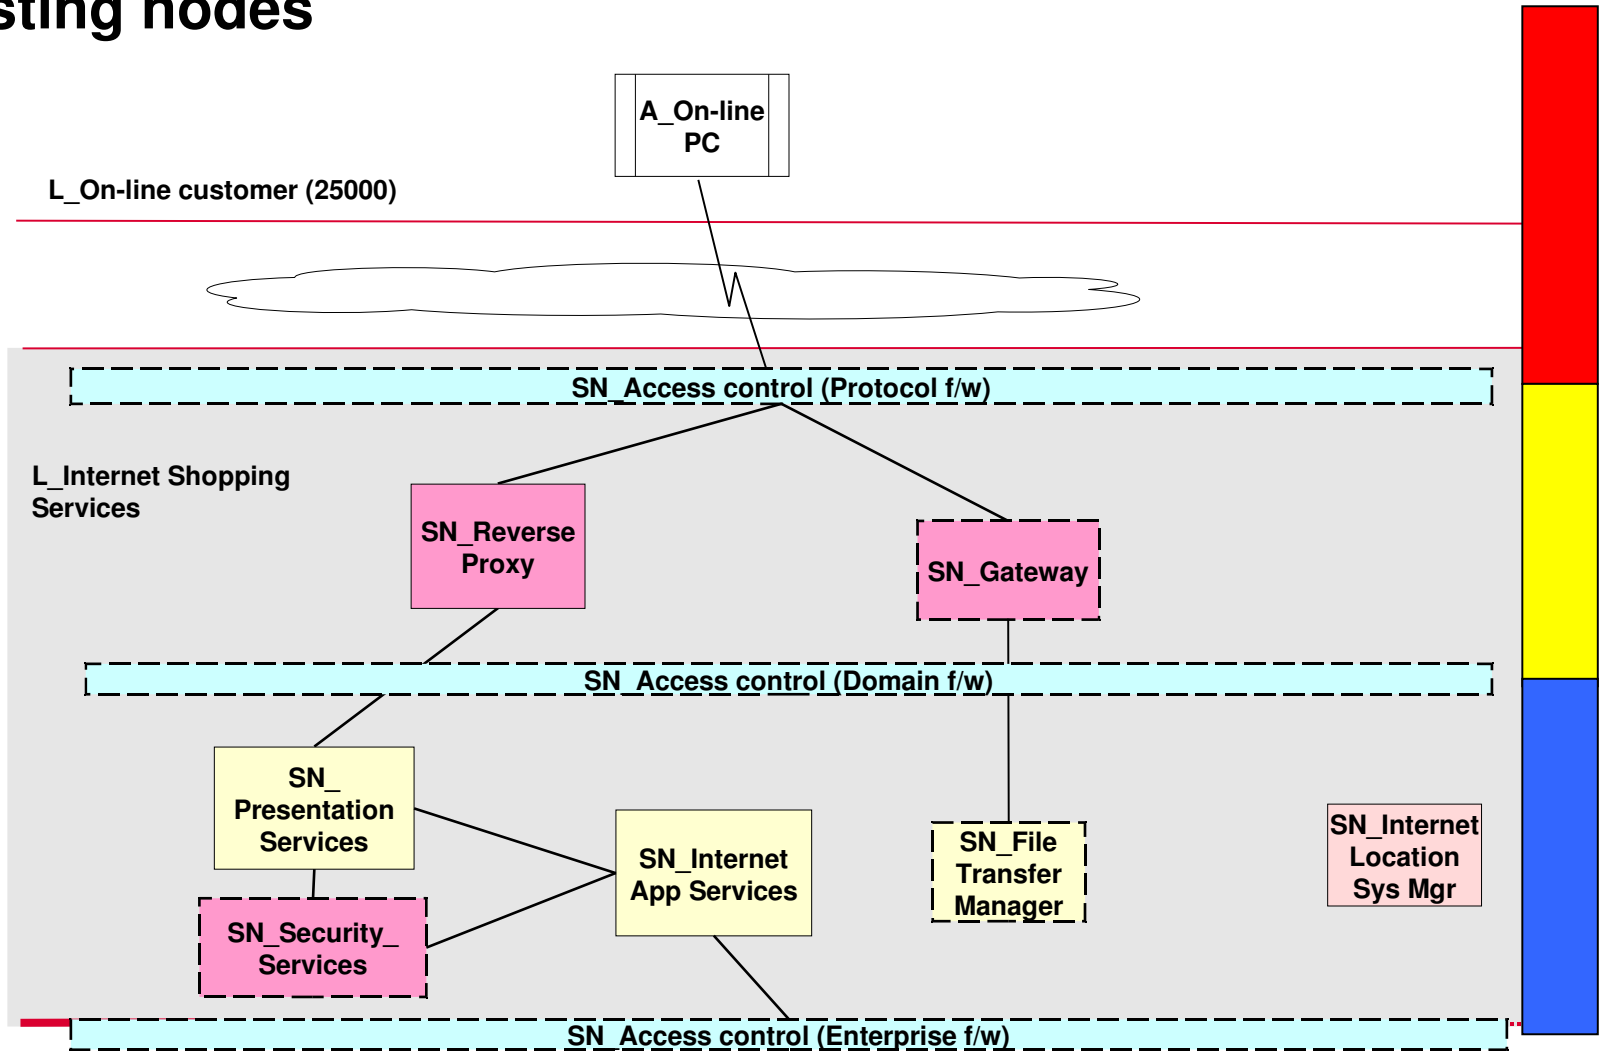 sting nodes
A_On-line
PC
L_On-line customer (25000)
SN_Access control (Protocol f/w)
L_Internet Shopping
Services
SN_Reverse
Proxy
SN_Gateway
SN_Access control (Domain f/w)
SN_
Presentation
Services
SN_Internet
App Services
SN_File
Transfer
Manager
SN_Internet
Location
Sys Mgr
SN_Security_
Services
SN_Access control (Enterprise f/w)